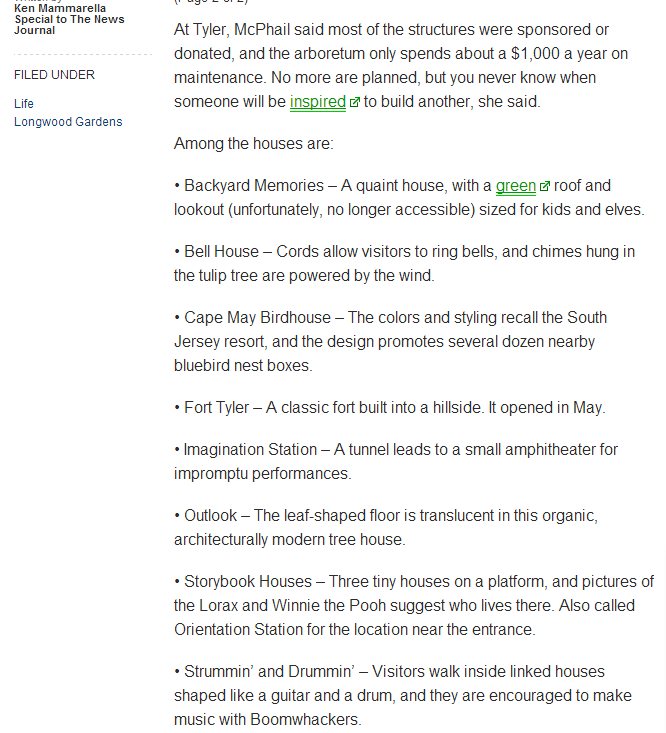 Ken Mammarella
Special to The News
Journal
FILED UNDER
Life
Longwood Gardens
At Tyler, McPhail said most of the structures were sponsored or
donated, and the arboretum only spends about a $1,000 a year on
maintenance. No more are planned, but you never know when
someone will be inspired to build another, she said.
Among the houses are:
• Backyard Memories – A quaint house, with a green roof and
lookout (unfortunately, no longer accessible) sized for kids and elves.
• Bell House – Cords allow visitors to ring bells, and chimes hung in
the tulip tree are powered by the wind.
• Cape May Birdhouse – The colors and styling recall the South
Jersey resort, and the design promotes several dozen nearby
bluebird nest boxes.
• Fort Tyler – A classic fort built into a hillside. It opened in May.
• Imagination Station – A tunnel leads to a small amphitheater for
impromptu performances.
• Outlook – The leaf-shaped floor is translucent in this organic,
architecturally modern tree house.
• Storybook Houses – Three tiny houses on a platform, and pictures of
the Lorax and Winnie the Pooh suggest who lives there. Also called
Orientation Station for the location near the entrance.
• Strummin’ and Drummin’ – Visitors walk inside linked houses
shaped like a guitar and a drum, and they are encouraged to make
music with Boomwhackers.